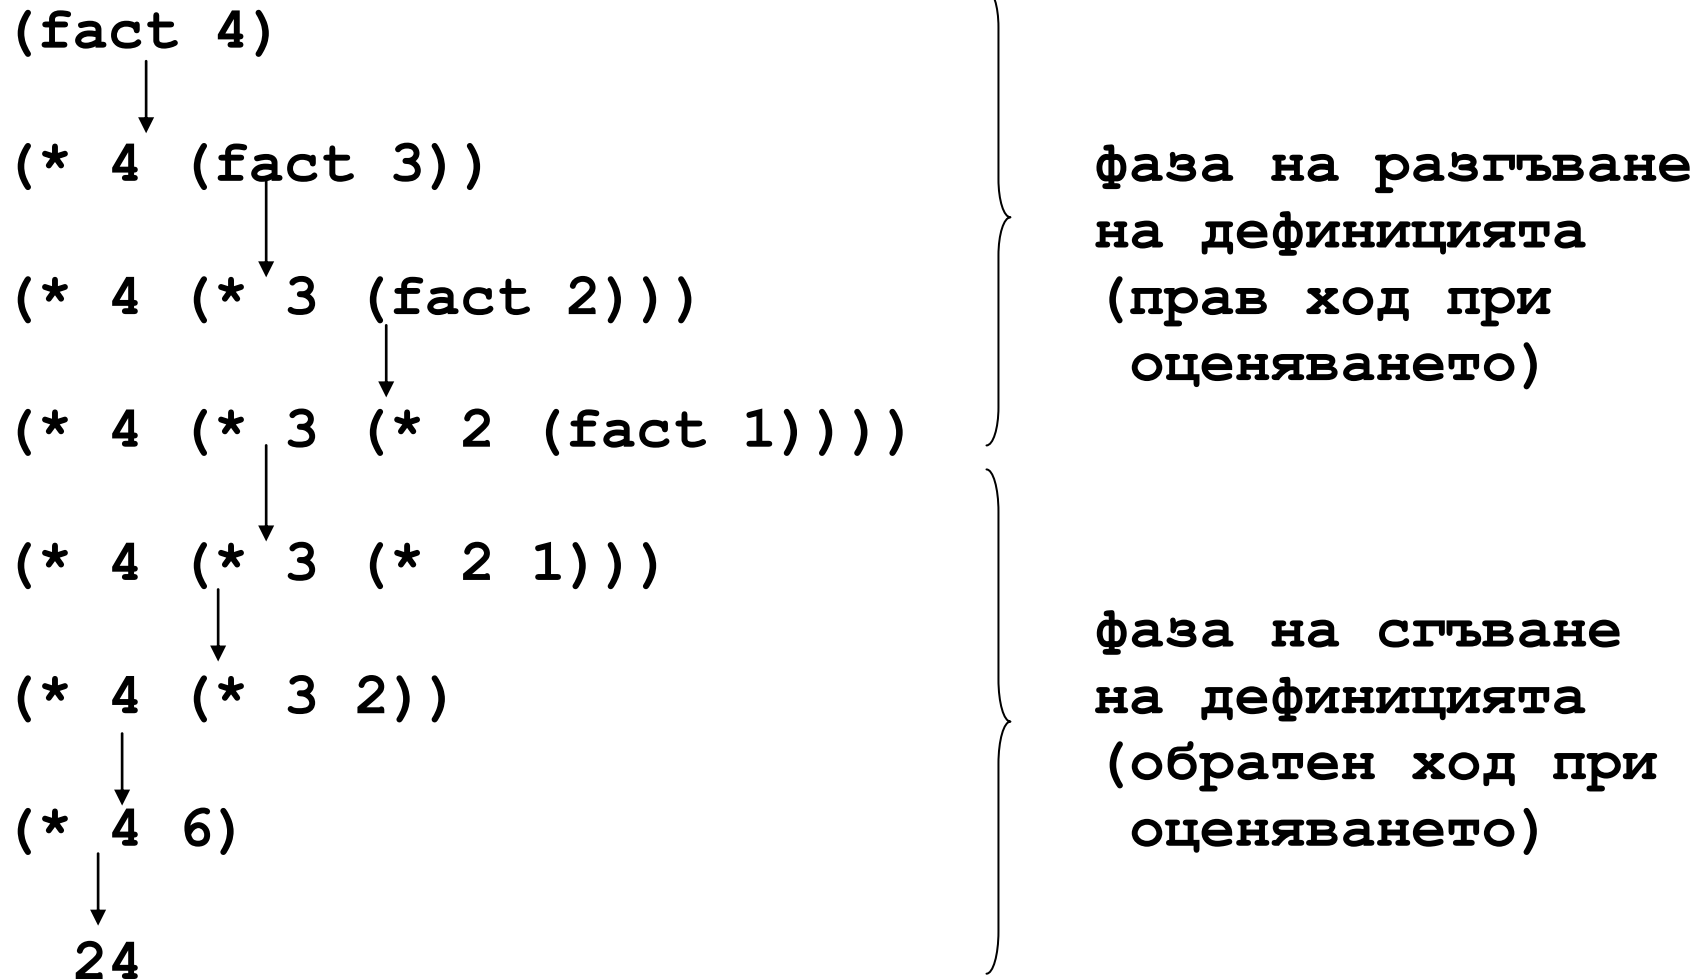 (fact 4)
(* 4 (fact 3))
(* 4 (* 3 (fact 2)))
(* 4 (* 3 (* 2 (fact 1))))
(* 4 (* 3 (* 2 1)))
(* 4 (* 3 2))
(* 4 6)
24
фаза на разгъване
на дефиницията
(прав ход при
оценяването)
фаза на сгъване
на дефиницията
(обратен ход при
оценяването)